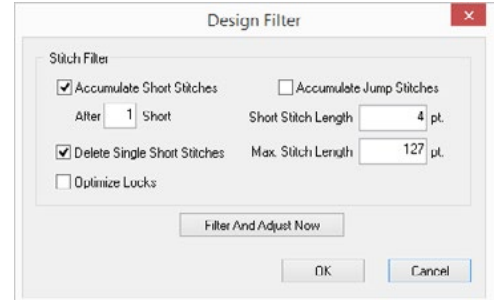 Design Filter
Stitch Filter
Accumulate Short Stitches
Accumulate Jump Stitches
After 1 Short
Short Stitch Length 4 pt.
Delete Single Short Stitches
Max. Stitch Length 127 pt.
Optimize Locks
Filter And Adjust Now
OK Cancel